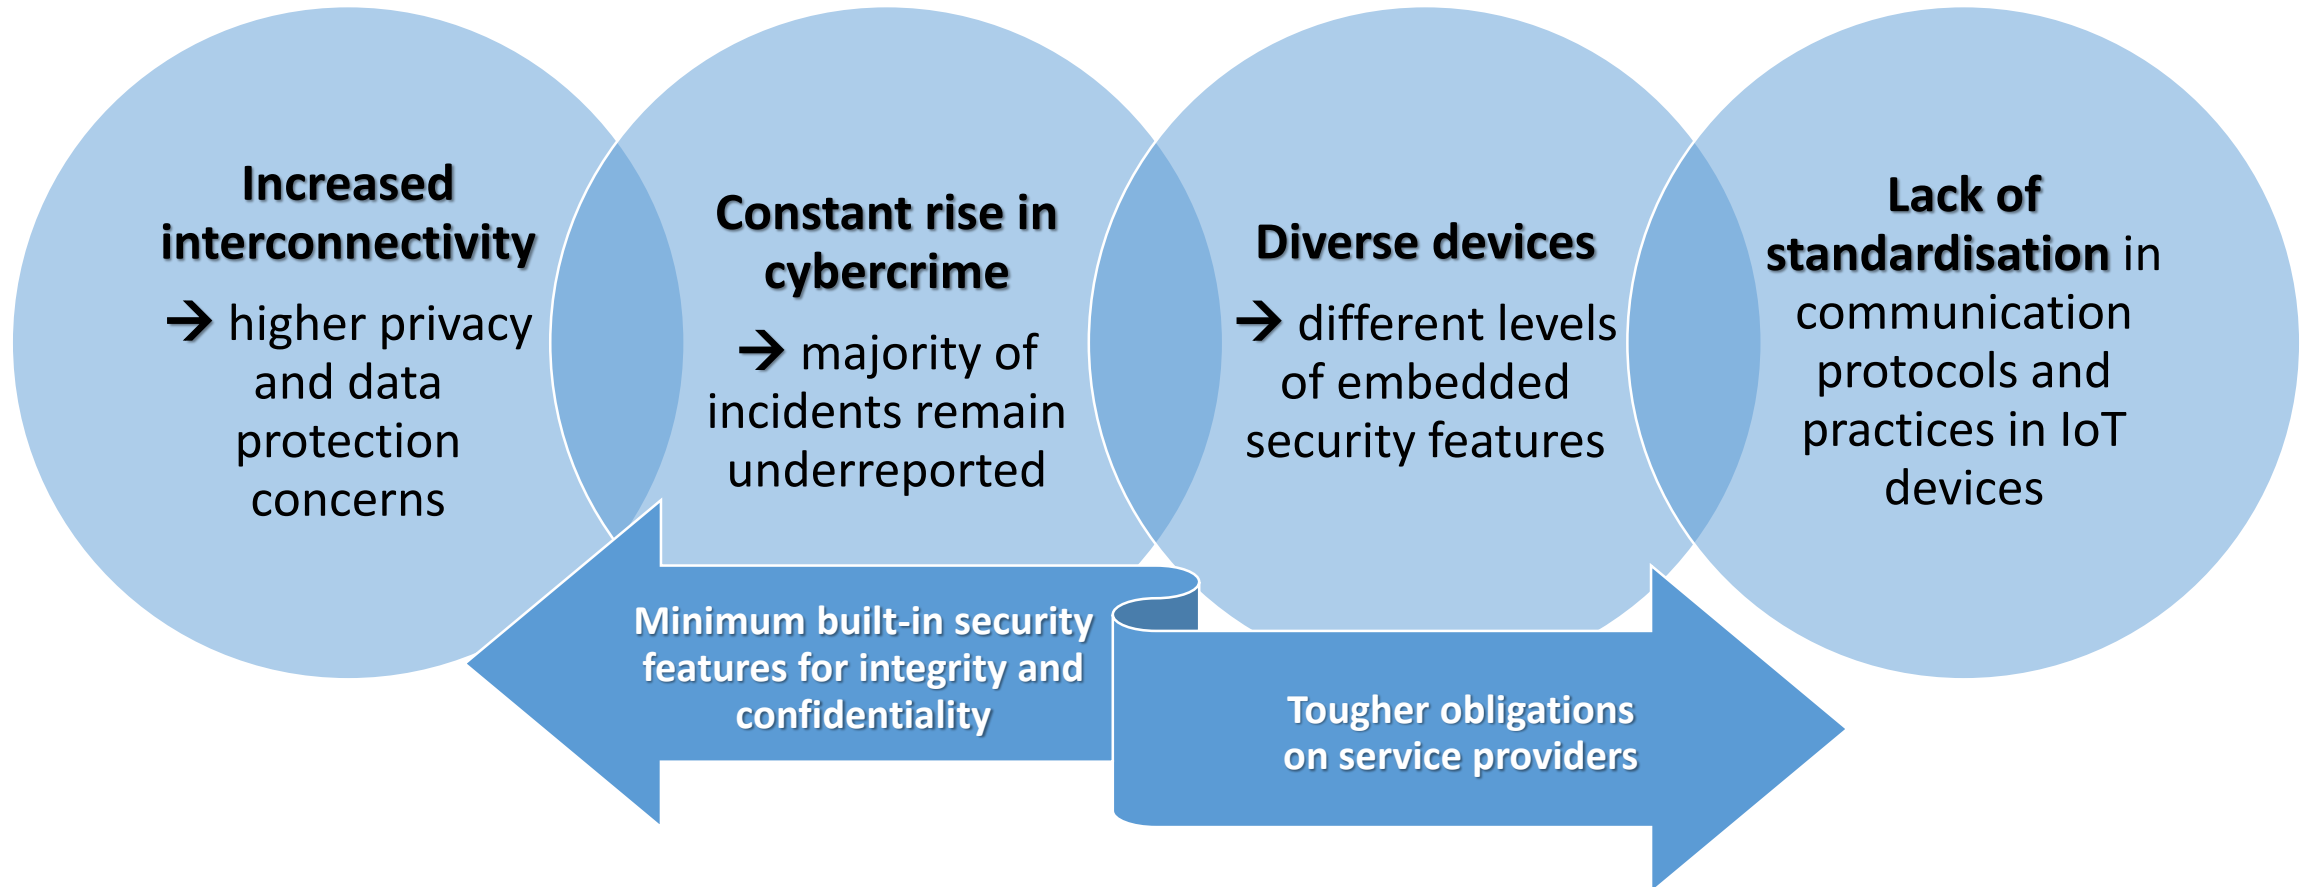 Increased
interconnectivity
→ higher privacy
and data
protection
concerns
Constant rise in
cybercrime
→ majority of
incidents remain
underreported
Diverse devices
→ different levels
of embedded
security features
Lack of
standardisation in
communication
protocols and
practices in IoT
devices
Minimum built-in security
features for integrity and
confidentiality
Tougher obligations
on service providers